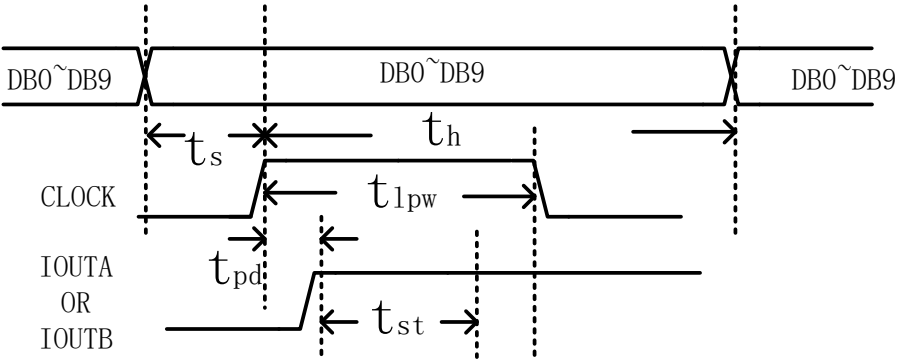 DB0~DB9 DB0~DB9 DB0~DB9
ts th
CLOCK tlpw
tpd
IOUTA
OR
IOUTB tst